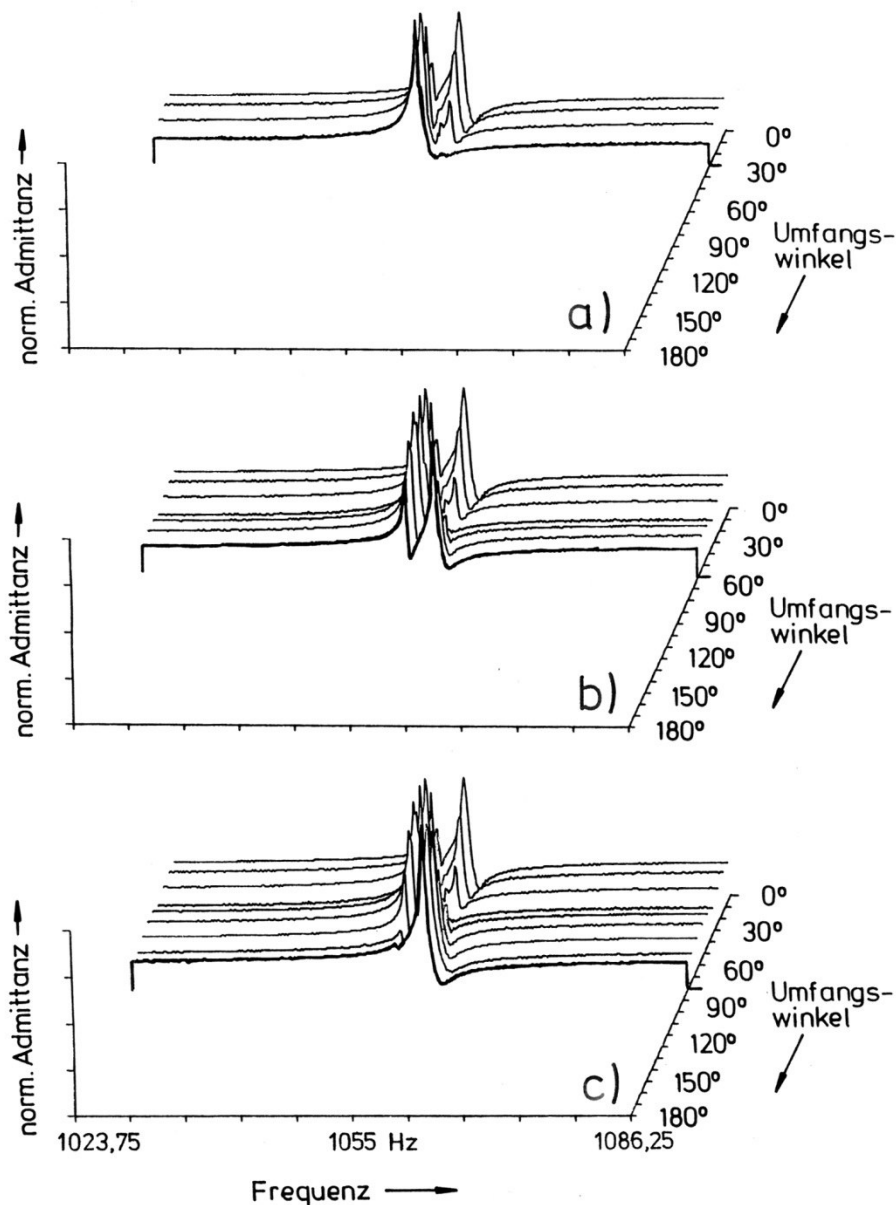 norm. Admittanz
0°
30°
60°
90°
120°
150°
180°
Umfangs-
winkel
a)
norm. Admittanz
0°
30°
60°
90°
120°
150°
180°
Umfangs-
winkel
b)
norm. Admittanz
0°
30°
60°
90°
120°
150°
180°
Umfangs-
winkel
c)
1023,75
1055 Hz
1086,25
Frequenz